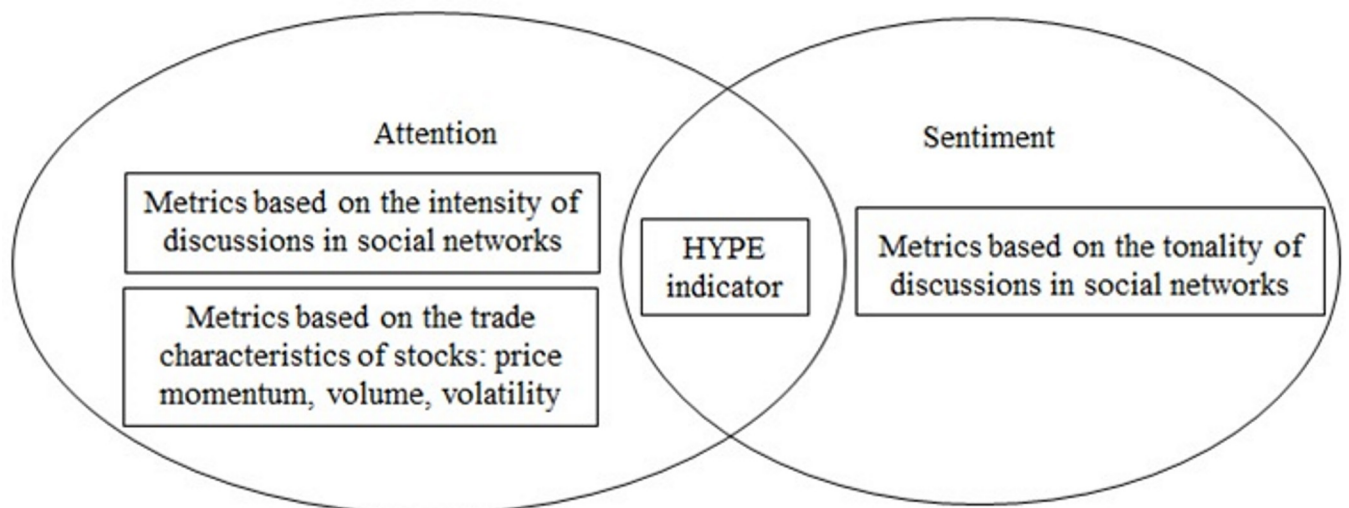 Attention
Metrics based on the intensity of
discussions in social networks
Metrics based on the trade
characteristics of stocks: price
momentum, volume, volatility
HYPE
indicator
Sentiment
Metrics based on the tonality of
discussions in social networks